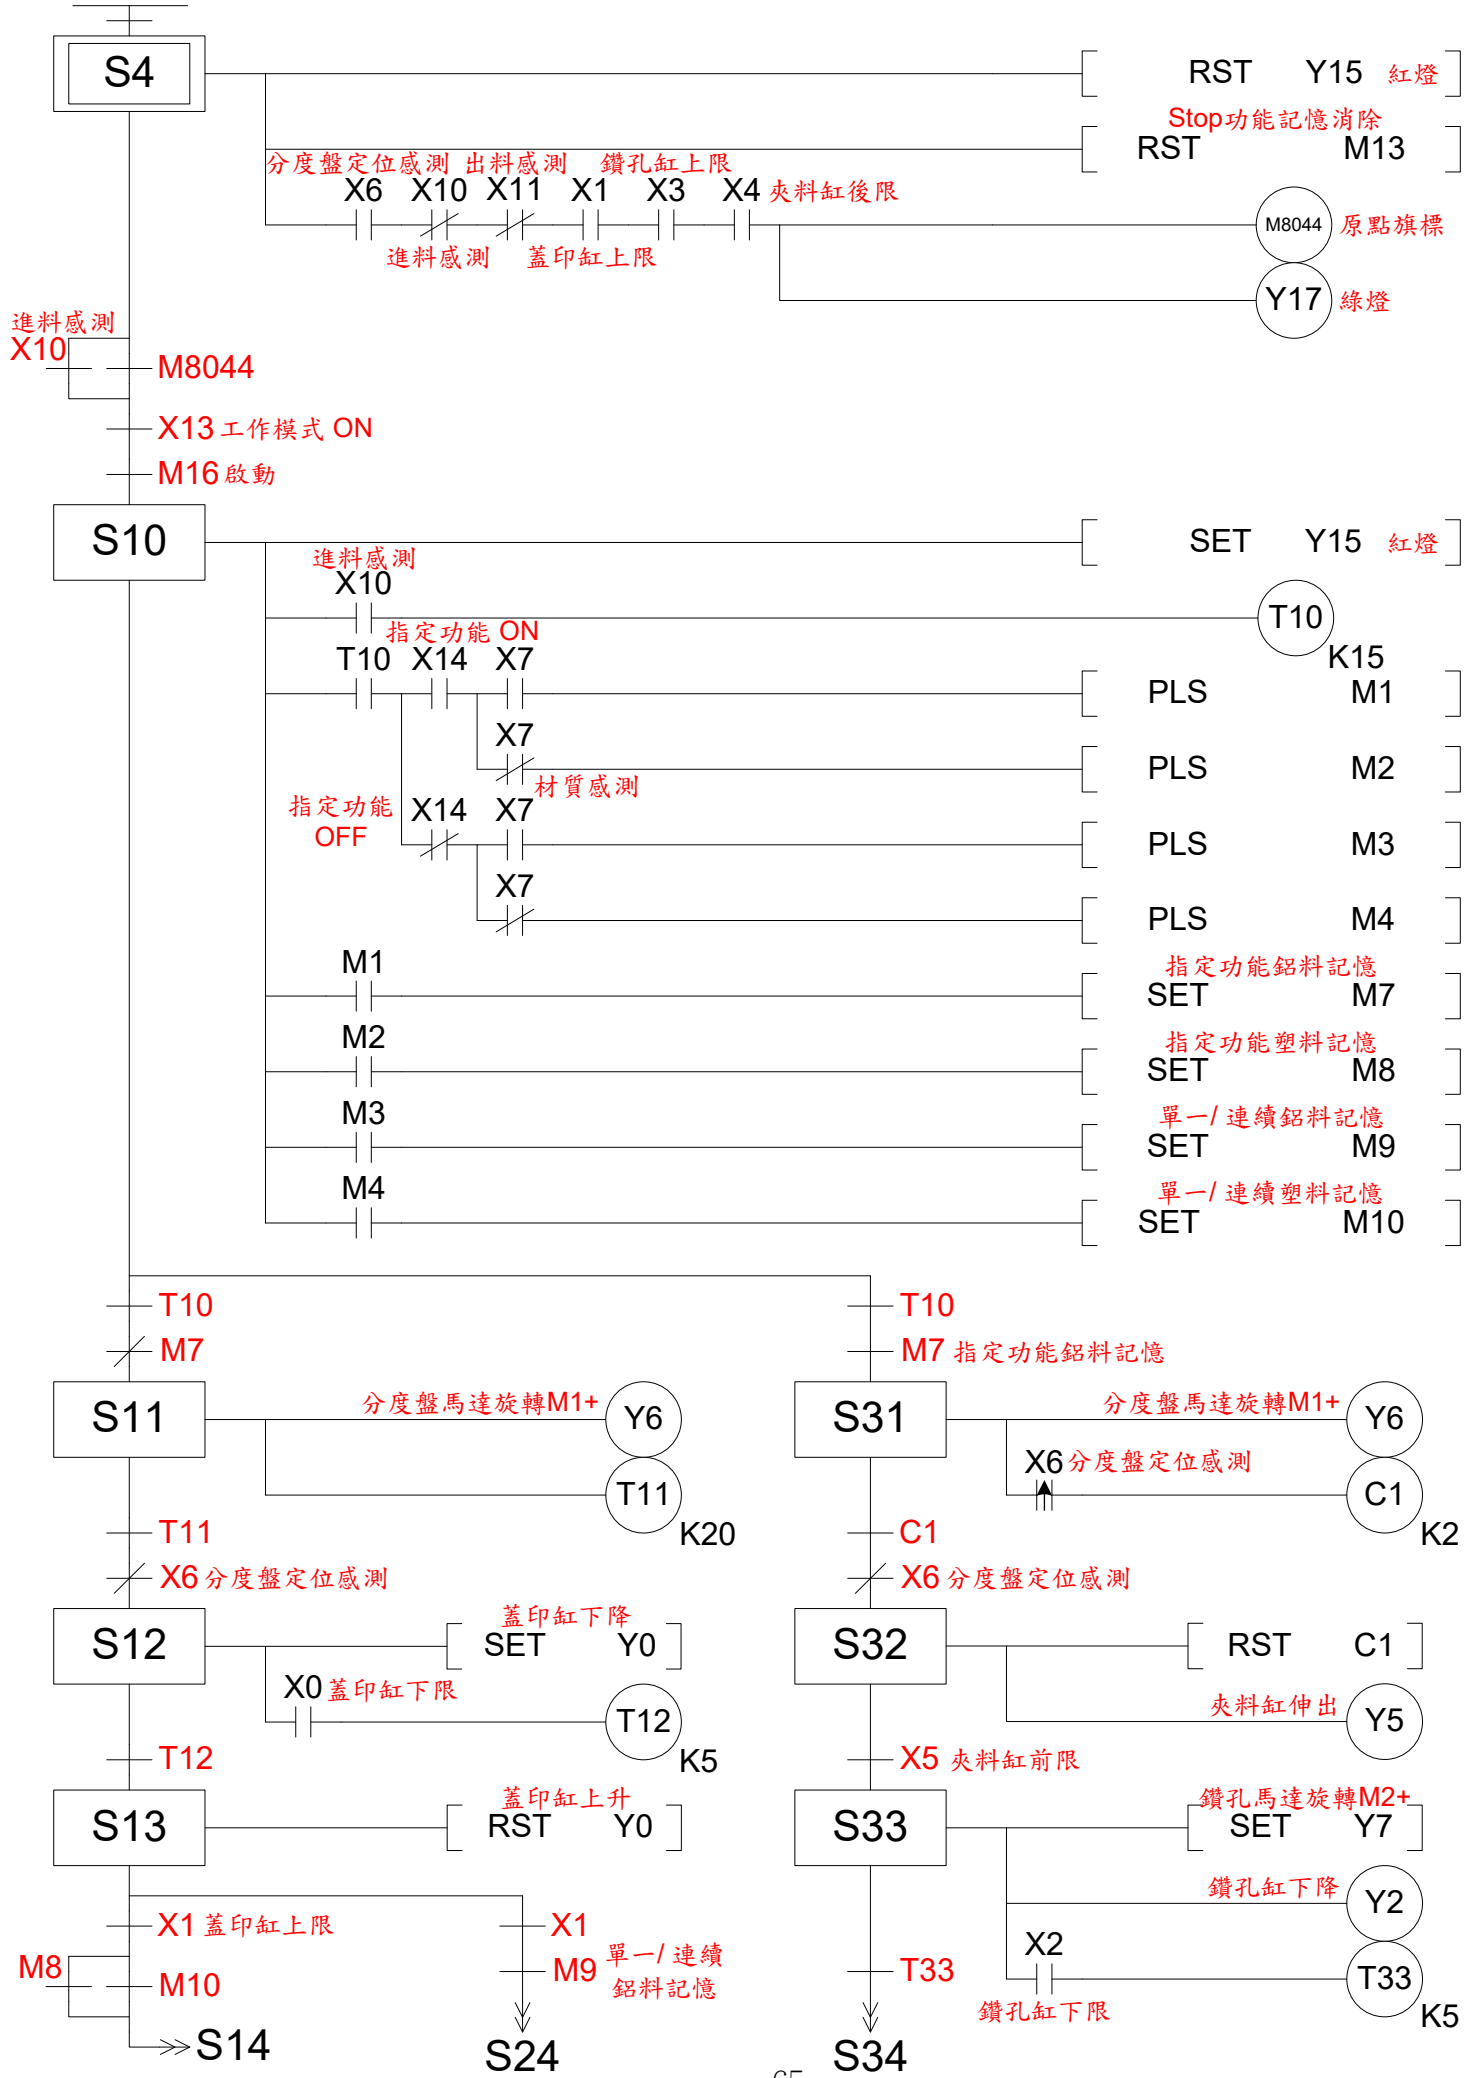 S4
RST Y15 紅燈
Stop功能記憶消除
RST M13
分度盤定位感測 出料感測 鑽孔缸上限
X6 X10 X11 X1 X3 X4 夾料缸後限
M8044 原點旗標
進料感測 蓋印缸上限
Y17 綠燈
進料感測
X10 M8044
X13 工作模式 ON
M16 啟動
S10
SET Y15 紅燈
進料感測
X10
T10
K15
指定功能 ON
T10 X14 X7
PLS M1
X7
PLS M2
材質感測
指定功能
OFF
X14 X7
PLS M3
X7
PLS M4
M1
指定功能鋁料記憶
SET M7
M2
指定功能塑料記憶
SET M8
M3
單一/ 連續鋁料記憶
SET M9
M4
單一/ 連續塑料記憶
SET M10
T10
M7
T10
M7 指定功能鋁料記憶
S11
分度盤馬達旋轉M1+
Y6
T11
K20
S31
分度盤馬達旋轉M1+
Y6
X6 分度盤定位感測
C1
K2
T11
X6 分度盤定位感測
C1
X6 分度盤定位感測
S12
蓋印缸下降
SET Y0
X0 蓋印缸下限
T12
K5
S32
RST C1
夾料缸伸出
Y5
T12
X5 夾料缸前限
S13
蓋印缸上升
RST Y0
S33
鑽孔馬達旋轉M2+
SET Y7
鑽孔缸下降
Y2
X2
鑽孔缸下限
T33
K5
X1 蓋印缸上限
M8 M10
X1
M9 單一/ 連續
鋁料記憶
T33
S14
S24
S34